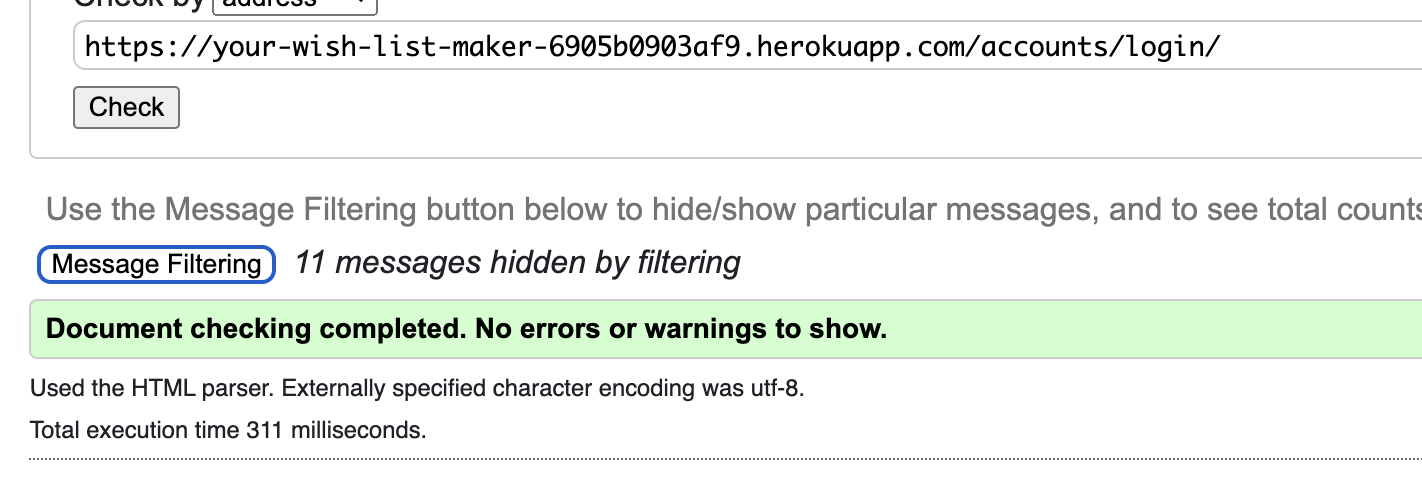 Check by address
https://your-wish-list-maker-6905b0903af9.herokuapp.com/accounts/login/
Check
Use the Message Filtering button below to hide/show particular messages, and to see total counts
Message Filtering 11 messages hidden by filtering
Document checking completed. No errors or warnings to show.
Used the HTML parser. Externally specified character encoding was utf-8.
Total execution time 311 milliseconds.